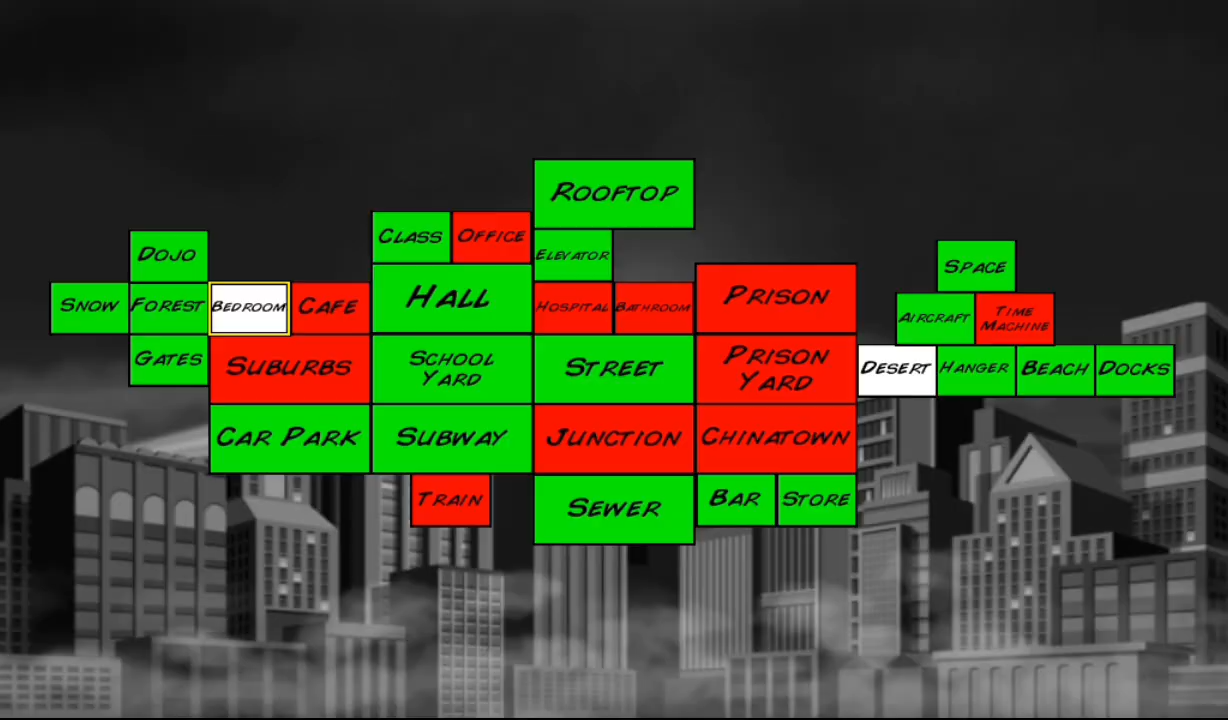 ROOFTOP
CLASS
OFFICE
ELEVATOR
DOJO
SPACE
SNOW
FOREST
BEDROOM
CAFE
HALL
HOSPITAL
BATHROOM
PRISON
AIRCRAFT
TIME
MACHINE
GATES
SUBURBS
SCHOOL
YARD
STREET
PRISON
YARD
DESERT
HANGER
BEACH
DOCKS
CAR PARK
SUBWAY
JUNCTION
CHINATOWN
TRAIN
SEWER
BAR
STORE